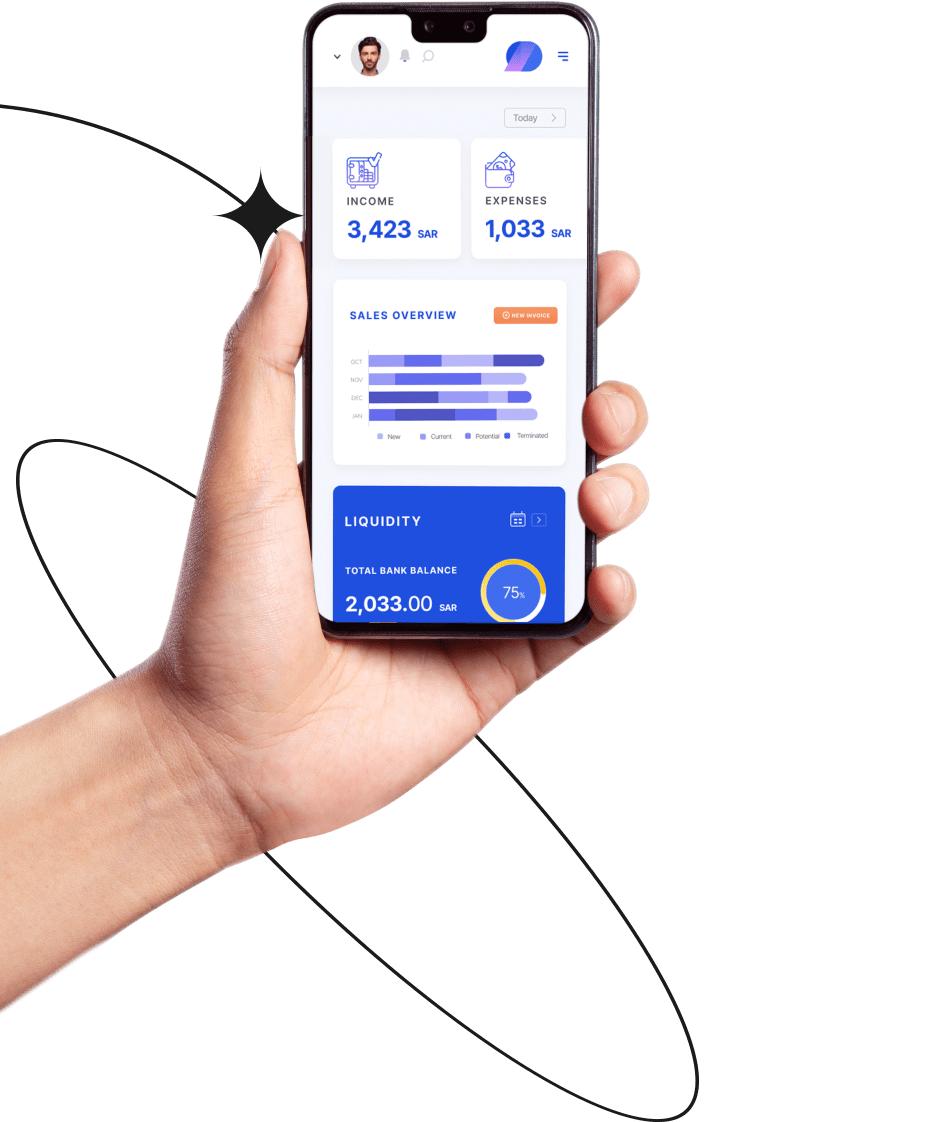 Today
INCOME
3,423 SAR
EXPENSES
1,033 SAR
SALES OVERVIEW
NEW INVOICE
OCT
NOV
DEC
JAN
New Current Potential Terminated
LIQUIDITY
TOTAL BANK BALANCE
2,033.00 SAR
75%